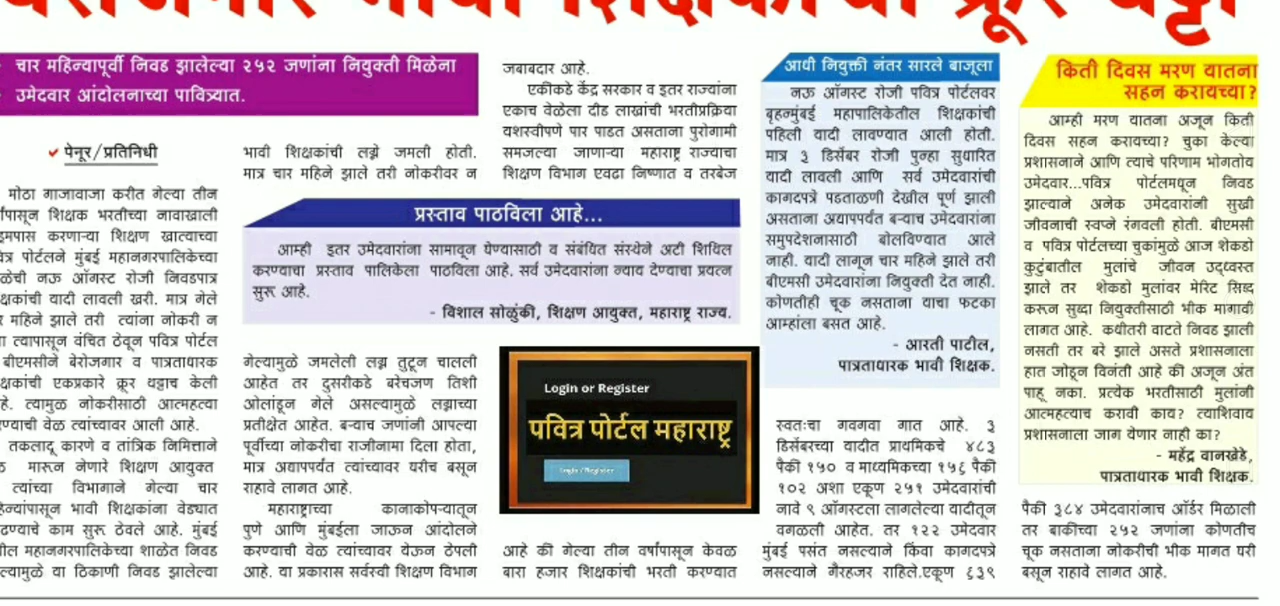 शिक्षकांची क्रूर थट्टा
चार महिन्यापूर्वी निवड झालेल्या २५२ जणांना नियुक्ती मिळेना
उमेदवार आंदोलनाच्या पावित्र्यात.
पेनूर/प्रतिनिधी
मोठा गाजावाजा करीत गेल्या तीन
शिक्षक भरतीच्या नावाखाली
करणाऱ्या शिक्षण खात्याच्या
पोर्टलने मुंबई महानगरपालिकेच्या
नऊ ऑगस्ट रोजी निवडपात्र
यादी लावली खरी. मात्र गेले
महिने झाले तरी त्यांना नोकरी न
त्यापासून वंचित ठेवून पवित्र पोर्टल
बीएमसीने बेरोजगार व पात्रताधारक
एकप्रकारे क्रूर थट्टाच केली
त्यामुळ नोकरीसाठी आत्महत्या
वेळ त्यांच्यावर आली आहे.
तकलादू कारणे व तांत्रिक निमित्ताने
मारून नेणारे शिक्षण आयुक्त
त्यांच्या विभागाने गेल्या चार
भावी शिक्षकांना वेड्यात
काम सुरू ठेवले आहे. मुंबई
महानगरपालिकेच्या शाळेत निवड
या ठिकाणी निवड झालेल्या
भावी शिक्षकांची लग्ने जमली होती.
मात्र चार महिने झाले तरी नोकरीवर न
प्रस्ताव पाठविला आहे...
आम्ही इतर उमेदवारांना सामावून घेण्यासाठी व संबंधित संस्थेने अटी शिथिल
करण्याचा प्रस्ताव पालिकेला पाठविला आहे. सर्व उमेदवारांना न्याय देण्याचा प्रयत्न
सुरू आहे.
- विशाल सोळुंकी, शिक्षण आयुक्त, महाराष्ट्र राज्य.
गेल्यामुळे जमलेली लग्न तुटून चालली
आहेत तर दुसरीकडे बरेचजण तिशी
ओलांडून गेले असल्यामुळे लग्नाच्या
प्रतीक्षेत आहेत. बऱ्याच जणांनी आपल्या
पूर्वीच्या नोकरीचा राजीनामा दिला होता,
मात्र अद्यापपर्यंत त्यांच्यावर घरीच बसून
राहावे लागत आहे.
महाराष्ट्राच्या कानाकोपऱ्यातून
पुणे आणि मुंबईला जाऊन आंदोलने
करण्याची वेळ त्यांच्यावर येऊन ठेपली
आहे. या प्रकारास सर्वस्वी शिक्षण विभाग
जबाबदार आहे.
एकीकडे केंद्र सरकार व इतर राज्यांना
एकाच वेळेला दीड लाखांची भरतीप्रक्रिया
यशस्वीपणे पार पाडत असताना पुरोगामी
समजल्या जाणाऱ्या महाराष्ट्र राज्याचा
शिक्षण विभाग एवढा निष्णात व तरबेज
Login or Register
पवित्र पोर्टल महाराष्ट्र
Login / Register
आहे की गेल्या तीन वर्षांपासून केवळ
बारा हजार शिक्षकांची भरती करण्यात
आधी नियुक्ती नंतर सारले बाजूला
नऊ ऑगस्ट रोजी पवित्र पोर्टलवर
बृहन्मुंबई महापालिकेतील शिक्षकांची
पहिली यादी लावण्यात आली होती.
मात्र ३ डिसेंबर रोजी पुन्हा सुधारित
यादी लावली आणि सर्व उमेदवारांची
कागदपत्रे पडताळणी देखील पूर्ण झाली
असताना अद्यापपर्यंत बऱ्याच उमेदवारांना
समुपदेशनासाठी बोलविण्यात आले
नाही. यादी लागून चार महिने झाले तरी
बीएमसी उमेदवारांना नियुक्ती देत नाही.
कोणतीही चूक नसताना याचा फटका
आम्हांला बसत आहे.
- आरती पाटील,
पात्रताधारक भावी शिक्षक.
स्वतःचा गवगवा गात आहे. ३
डिसेंबरच्या यादीत प्राथमिकचे ४८३
पैकी १५० व माध्यमिकच्या १५६ पैकी
१०२ अशा एकूण २५१ उमेदवारांची
नावे ९ ऑगस्टला लागलेल्या यादीतून
वगळली आहेत. तर १२२ उमेदवार
मुंबई पसंत नसल्याने किंवा कागदपत्रे
नसल्याने गैरहजर राहिले.एकूण ६३९
किती दिवस मरण यातना
सहन करायच्या?
आम्ही मरण यातना अजून किती
दिवस सहन करायच्या? चुका केल्या
प्रशासनाने आणि त्याचे परिणाम भोगतोय
उमेदवार...पवित्र पोर्टलमधून निवड
झाल्याने अनेक उमेदवारांनी सुखी
जीवनाची स्वप्ने रंगवली होती. बीएमसी
व पवित्र पोर्टलच्या चुकांमुळे आज शेकडो
कुटुंबातील मुलांचे जीवन उद्ध्वस्त
झाले तर शेकडो मुलांवर मेरिट सिध्द
करून सुध्दा नियुक्तीसाठी भीक मागावी
लागत आहे. कधीतरी वाटते निवड झाली
नसती तर बरे झाले असते प्रशासनाला
हात जोडून विनंती आहे की अजून अंत
पाहू नका. प्रत्येक भरतीसाठी मुलांनी
आत्महत्याच करावी काय? त्याशिवाय
प्रशासनाला जाग येणार नाही का?
- महेंद्र वानखेडे,
पात्रताधारक भावी शिक्षक.
पैकी ३८४ उमेदवारांनाच ऑर्डर मिळाली
तर बाकीच्या २५२ जणांना कोणतीच
चूक नसताना नोकरीची भीक मागत घरी
बसून राहावे लागत आहे.